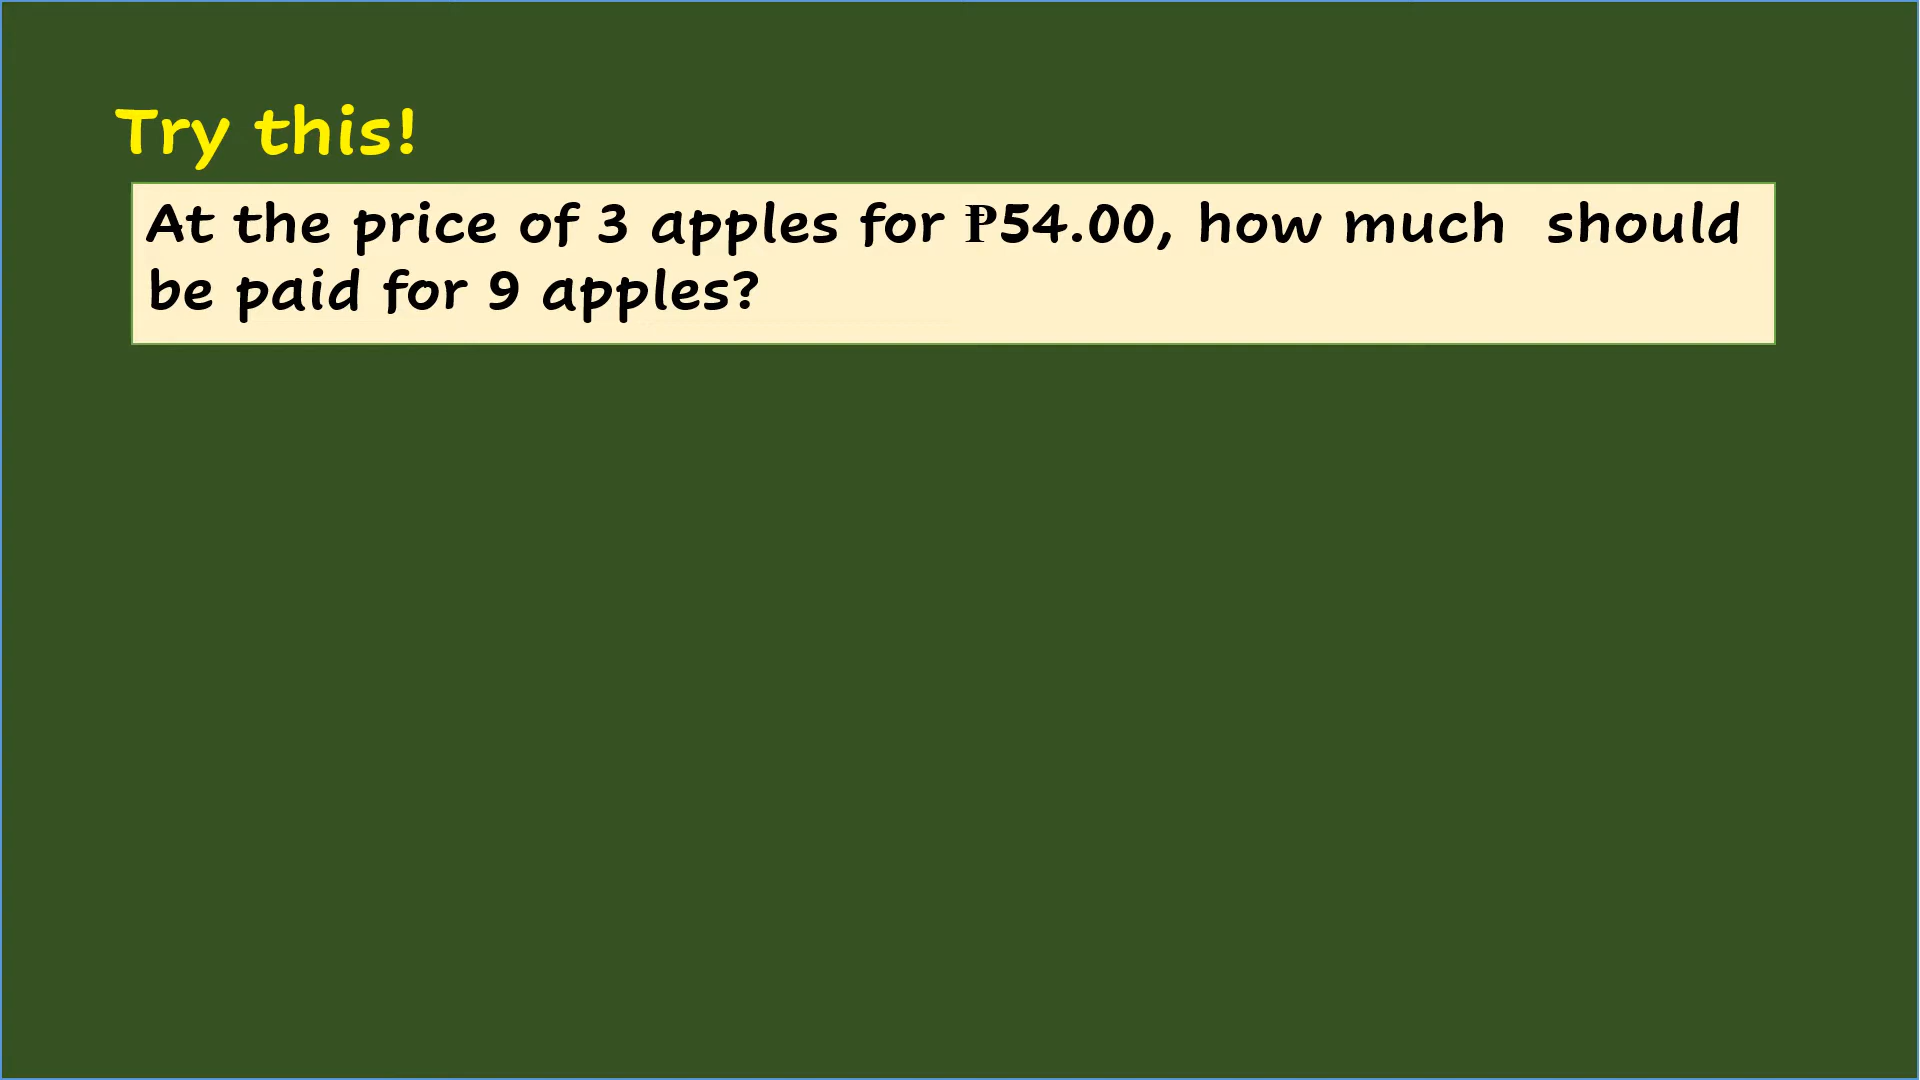 Try this!
At the price of 3 apples for ₱54.00, how much  should
be paid for 9 apples?